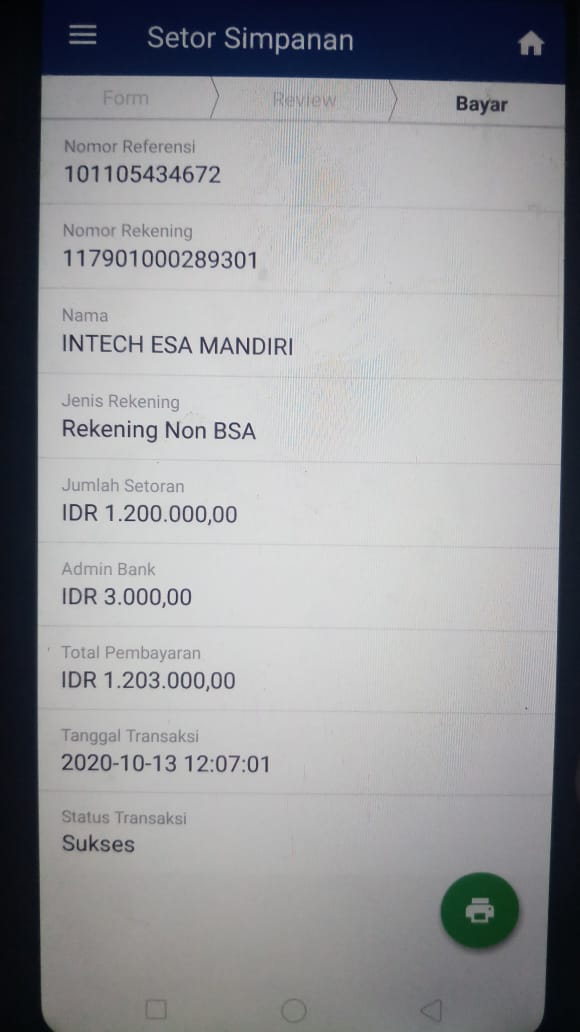 Setor Simpanan
Form
Review
Bayar
Nomor Referensi
101105434672
Nomor Rekening
117901000289301
Nama
INTECH ESA MANDIRI
Jenis Rekening
Rekening Non BSA
Jumlah Setoran
IDR 1.200.000,00
Admin Bank
IDR 3.000,00
Total Pembayaran
IDR 1.203.000,00
Tanggal Transaksi
2020-10-13 12:07:01
Status Transaksi
Sukses